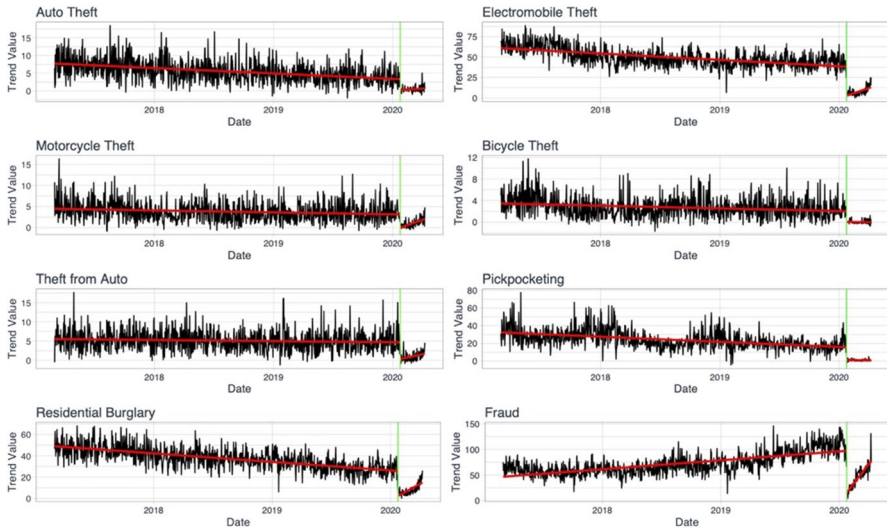 Auto Theft
Trend Value
15
10
5
0
2018
2019
2020
Date
Electromobile Theft
Trend Value
75
50
25
0
2018
2019
2020
Date
Motorcycle Theft
Trend Value
15
10
5
0
2018
2019
2020
Date
Bicycle Theft
Trend Value
12
8
4
0
2018
2019
2020
Date
Theft from Auto
Trend Value
15
10
5
0
2018
2019
2020
Date
Pickpocketing
Trend Value
80
60
40
20
0
2018
2019
2020
Date
Residential Burglary
Trend Value
60
40
20
0
2018
2019
2020
Date
Fraud
Trend Value
150
100
50
0
2018
2019
2020
Date